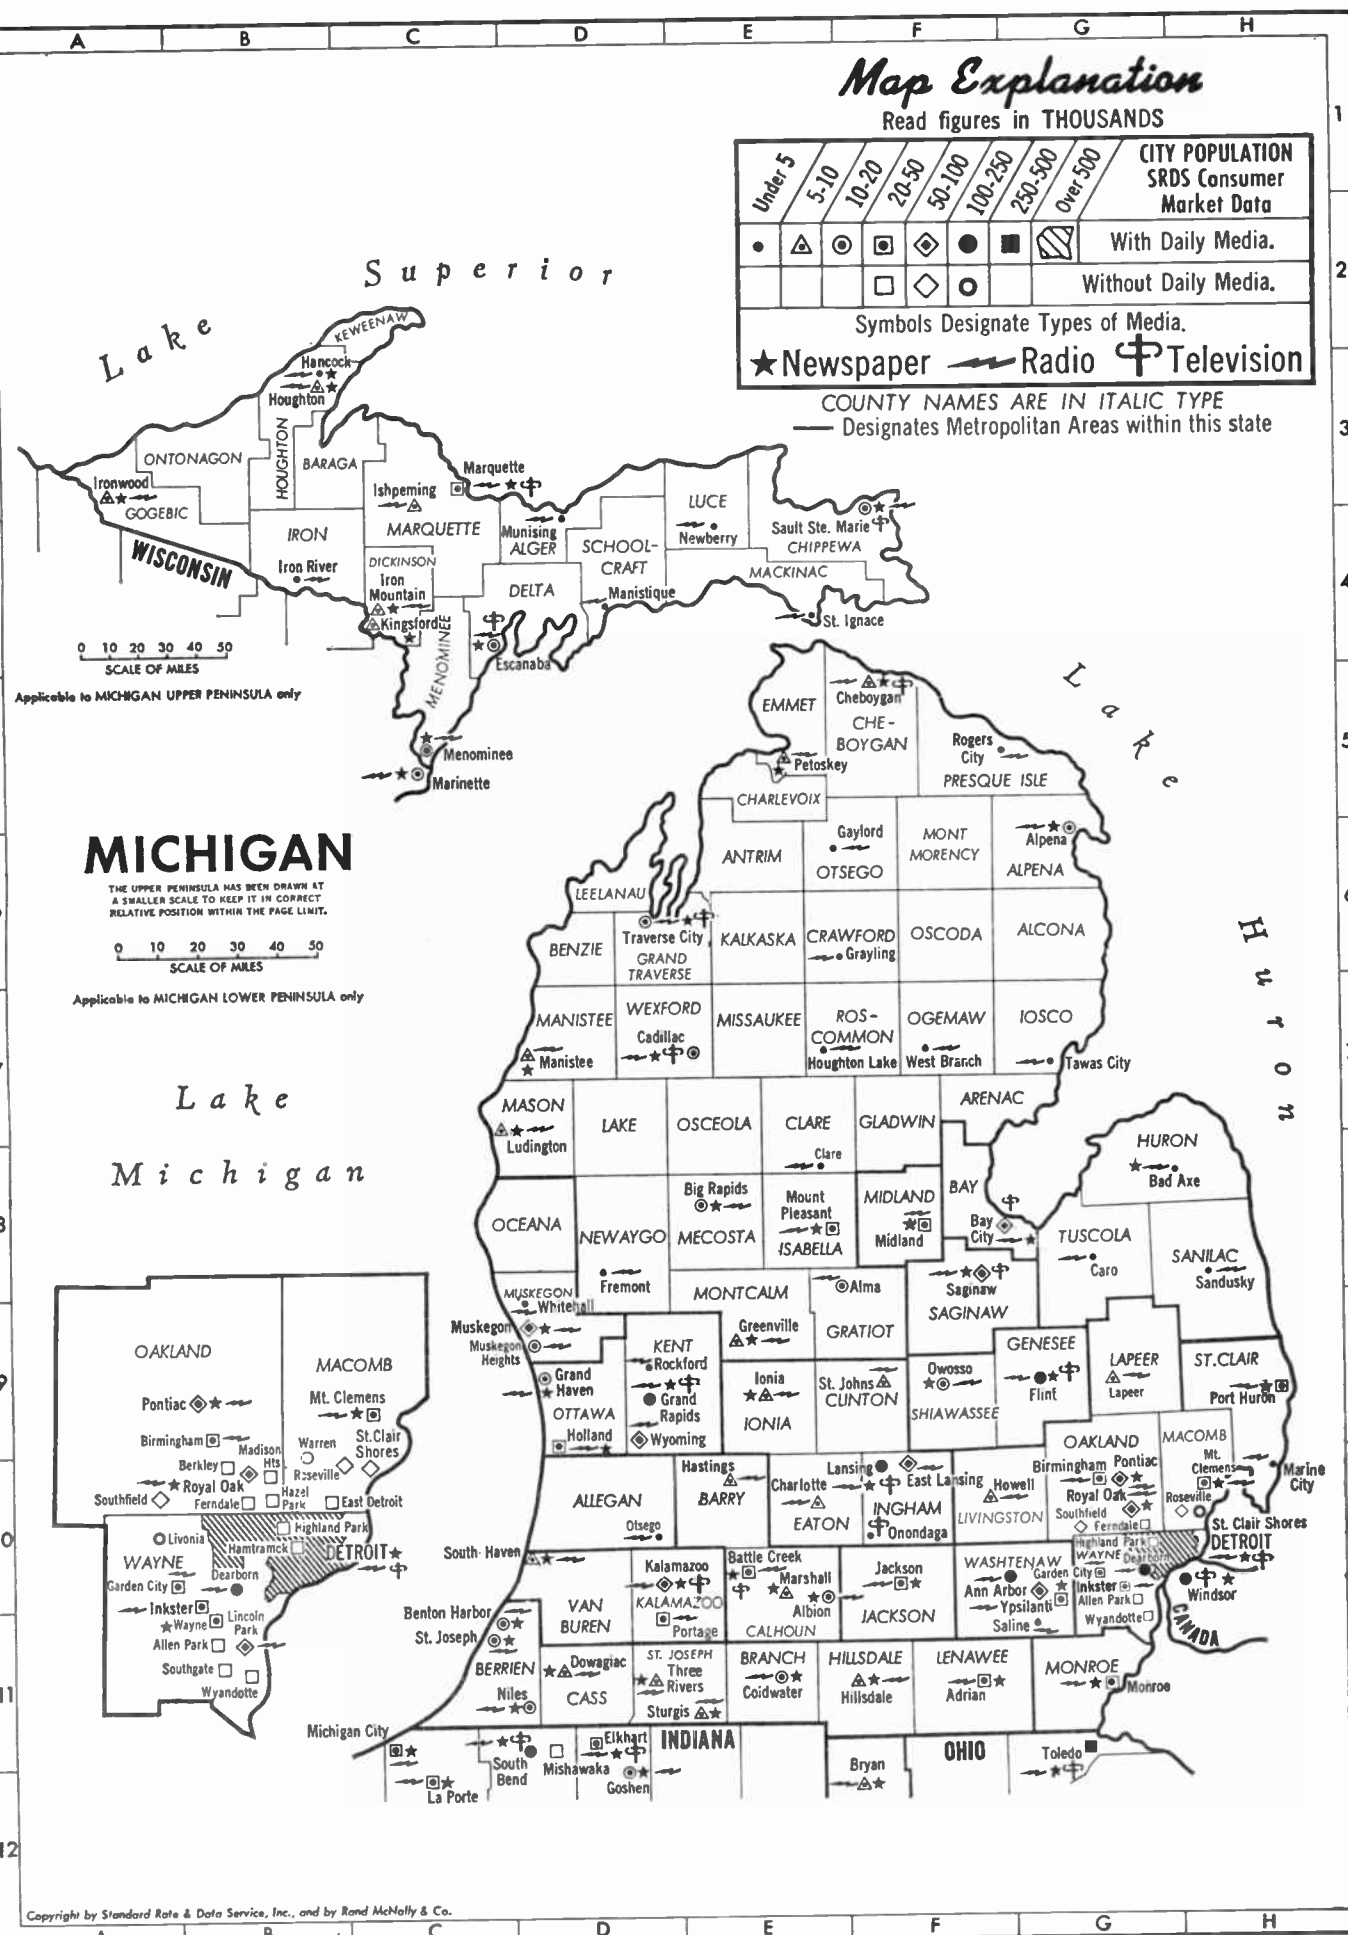 A B C D E F G H
Map Explanation
Read figures in THOUSANDS
Under 5 5-10 10-20 20-50 50-100 100-250 250-500 Over 500
CITY POPULATION
SRDS Consumer
Market Data
With Daily Media.
Without Daily Media.
Symbols Designate Types of Media.
Newspaper Radio Television
COUNTY NAMES ARE IN ITALIC TYPE
Designates Metropolitan Areas within this state
1
2
3
4
5
Lake Superior
KEWEENAW
Hancock
Houghton
ONTONAGON
HOUGHTON
BARAGA
Ironwood
GOGEBIC
IRON
Iron River
WISCONSIN
Ishpeming
Marquette
MARQUETTE
DICKINSON
Iron
Mountain
Kingsford
MENOMINEE
Munising
ALGER
SCHOOL-
CRAFT
DELTA
Manistique
Escanaba
LUCE
Newberry
Sault Ste. Marie
CHIPPEWA
MACKINAC
St. Ignace
Menominee
Marinette
0 10 20 30 40 50
SCALE OF MILES
Applicable to MICHIGAN UPPER PENINSULA only
MICHIGAN
THE UPPER PENINSULA HAS BEEN DRAWN AT
A SMALLER SCALE TO KEEP IT IN CORRECT
RELATIVE POSITION WITHIN THE PAGE LIMIT.
0 10 20 30 40 50
SCALE OF MILES
Applicable to MICHIGAN LOWER PENINSULA only
Lake
Michigan
Lake
Huron
EMMET
Cheboygan
CHE-
BOYGAN
Petoskey
Rogers
City
PRESQUE ISLE
CHARLEVOIX
ANTRIM
Gaylord
OTSEGO
MONT
MORENCY
Alpena
ALPENA
LEELANAU
BENZIE
Traverse City
GRAND
TRAVERSE
KALKASKA
CRAWFORD
Grayling
OSCODA
ALCONA
MANISTEE
Manistee
WEXFORD
Cadillac
MISSAUKEE
ROS-
COMMON
Houghton Lake
OGEMAW
West Branch
IOSCO
Tawas City
MASON
Ludington
LAKE
OSCEOLA
CLARE
Clare
GLADWIN
ARENAC
HURON
Bad Axe
OCEANA
NEWAYGO
Fremont
Big Rapids
MECOSTA
Mount
Pleasant
ISABELLA
MIDLAND
Midland
BAY
Bay
City
TUSCOLA
Caro
SANILAC
Sandusky
MUSKEGON
Whitehall
Muskegon
Muskegon
Heights
MONTCALM
Greenville
Alma
GRATIOT
Saginaw
SAGINAW
KENT
Rockford
Grand
Rapids
Wyoming
Grand
Haven
OTTAWA
Holland
Ionia
IONIA
St. Johns
CLINTON
Owosso
SHIAWASSEE
GENESEE
Flint
LAPEER
Lapeer
ST. CLAIR
Port Huron
ALLEGAN
Otsego
Hastings
BARRY
Charlotte
EATON
Lansing
East Lansing
INGHAM
Onondaga
Howell
LIVINGSTON
OAKLAND
Birmingham
Pontiac
Royal Oak
Southfield
Ferndale
MACOMB
Mt.
Clemens
Roseville
Marine
City
St. Clair Shores
DETROIT
Windsor
CANADA
South Haven
VAN
BUREN
Kalamazoo
KALAMAZOO
Portage
Battle Creek
Marshall
Albion
CALHOUN
Jackson
JACKSON
WASHTENAW
Ann Arbor
Ypsilanti
Saline
Highland Park
WAYNE
Dearborn
Garden
City
Inkster
Allen Park
Wyandotte
Benton Harbor
St. Joseph
BERRIEN
Niles
Dowagiac
CASS
ST. JOSEPH
Three
Rivers
Sturgis
BRANCH
Coldwater
HILLSDALE
Hillsdale
LENAWEE
Adrian
MONROE
Monroe
Michigan City
La Porte
South
Bend
Mishawaka
Elkhart
Goshen
INDIANA
Bryan
OHIO
Toledo
OAKLAND
Pontiac
Birmingham
Berkley
Madison
Hts
Royal Oak
Southfield
Ferndale
Hazel
Park
MACOMB
Mt. Clemens
Warren
St.Clair
Shores
Roseville
East Detroit
Livonia
Highland Park
Hamtramck
DETROIT
WAYNE
Dearborn
Garden City
Inkster
Wayne
Lincoln
Park
Allen Park
Southgate
Wyandotte
8
9
0
11
12
Copyright by Standard Rate & Data Service, Inc., and by Rand McNally & Co.
A B C D E F G H